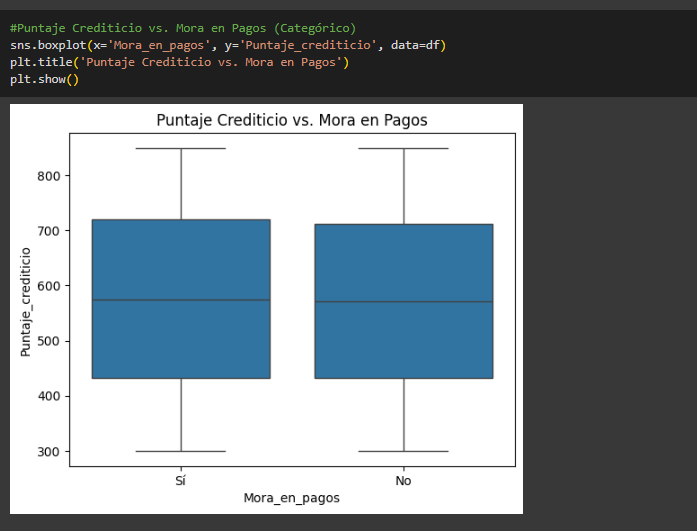 #Puntaje Crediticio vs. Mora en Pagos (Categórico)
sns.boxplot(x='Mora_en_pagos', y='Puntaje_crediticio', data=df)
plt.title('Puntaje Crediticio vs. Mora en Pagos')
plt.show()
Puntaje Crediticio vs. Mora en Pagos
800
700
600
500
400
300
Puntaje_crediticio
Sí
No
Mora_en_pagos